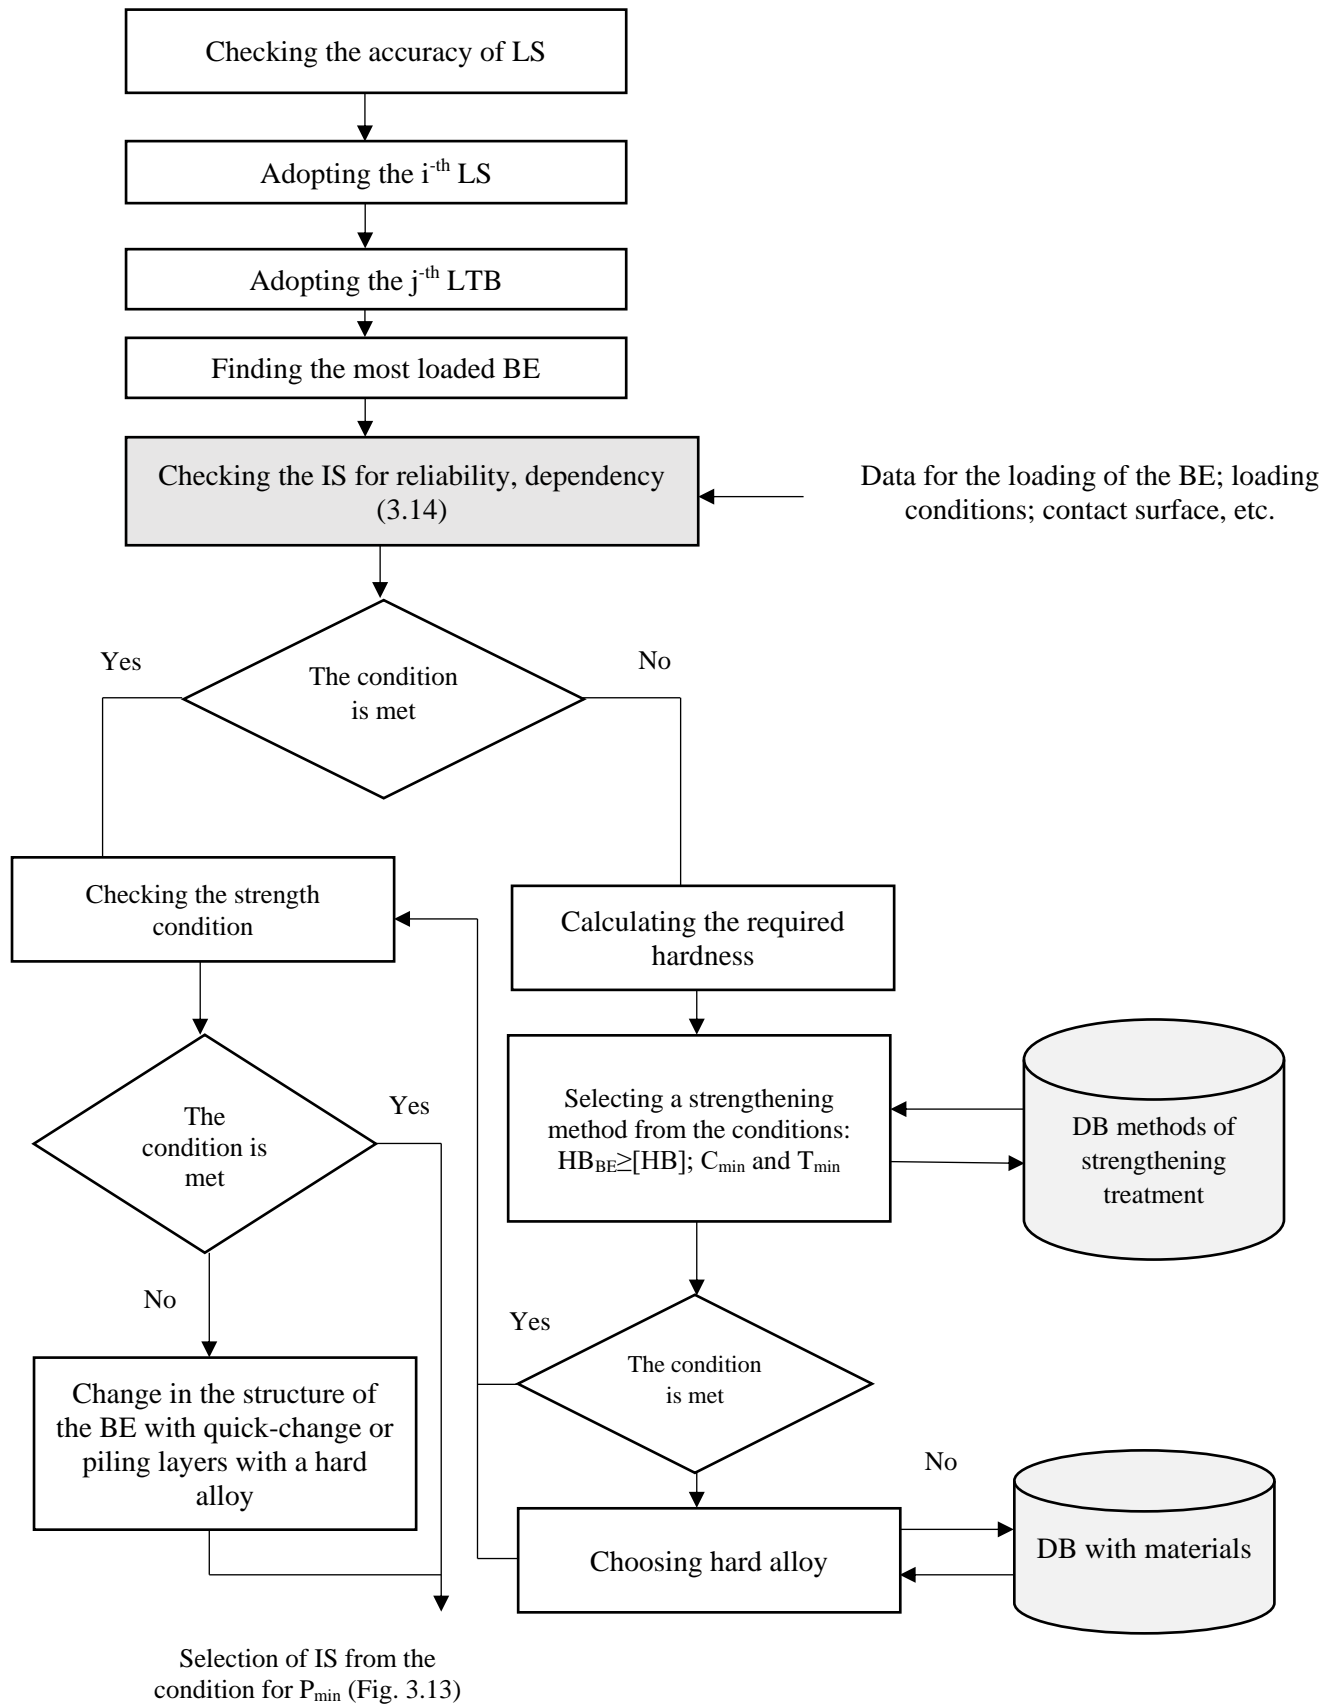 Checking the accuracy of LS
Adopting the i-th LS
Adopting the j-th LTB
Finding the most loaded BE
Checking the IS for reliability, dependency
(3.14)
Data for the loading of the BE; loading
conditions; contact surface, etc.
Yes
No
The condition
is met
Checking the strength
condition
Calculating the required
hardness
Selecting a strengthening
method from the conditions:
HBBE≥[HB]; Cmin and Tmin
DB methods of
strengthening
treatment
The
condition is
met
Yes
No
Yes
The condition
is met
Change in the structure of
the BE with quick-change or
piling layers with a hard
alloy
No
Choosing hard alloy
DB with materials
Selection of IS from the
condition for Pmin (Fig. 3.13)